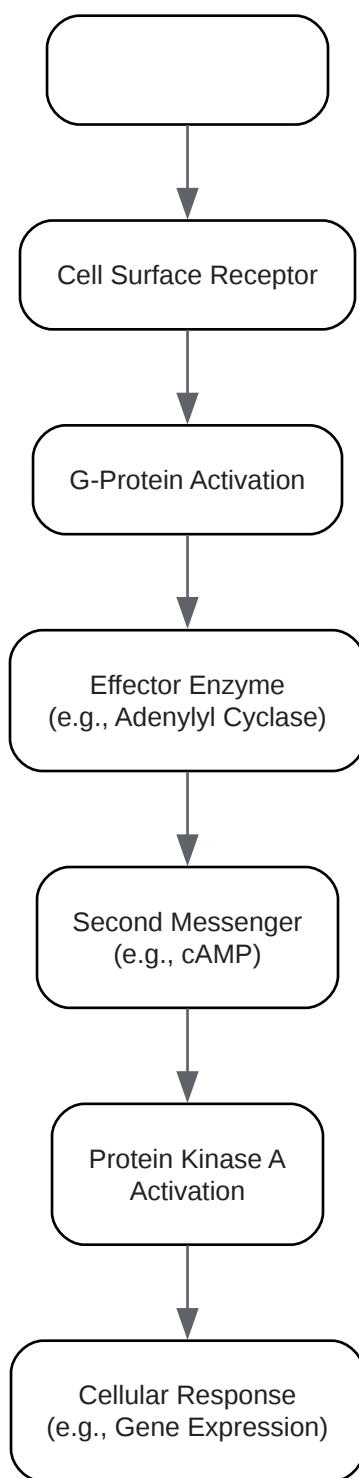 Cell Surface Receptor
G-Protein Activation
Effector Enzyme
(e.g., Adenylyl Cyclase)
Second Messenger
(e.g., cAMP)
Protein Kinase A
Activation
Cellular Response
(e.g., Gene Expression)